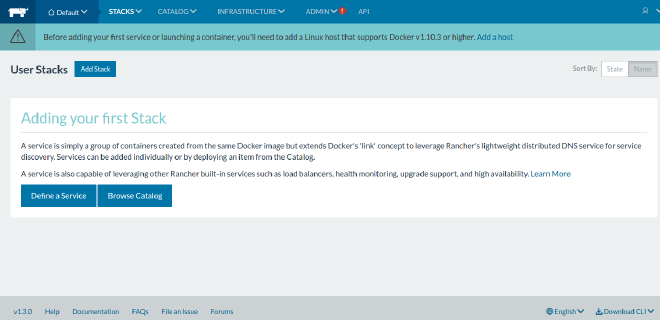 Default STACKS CATALOG INFRASTRUCTURE ADMIN ! API
Before adding your first service or launching a container, you'll need to add a Linux host that supports Docker v1.10.3 or higher. Add a host
User Stacks Add Stack Sort By: State Name
Adding your first Stack
A service is simply a group of containers created from the same Docker image but extends Docker's 'link' concept to leverage Rancher's lightweight distributed DNS service for service
discovery. Services can be added individually or by deploying an item from the Catalog.
A service is also capable of leveraging other Rancher built-in services such as load balancers, health monitoring, upgrade support, and high availability. Learn More
Define a Service Browse Catalog
v1.3.0 Help Documentation FAQs File an Issue Forums English Download CLI